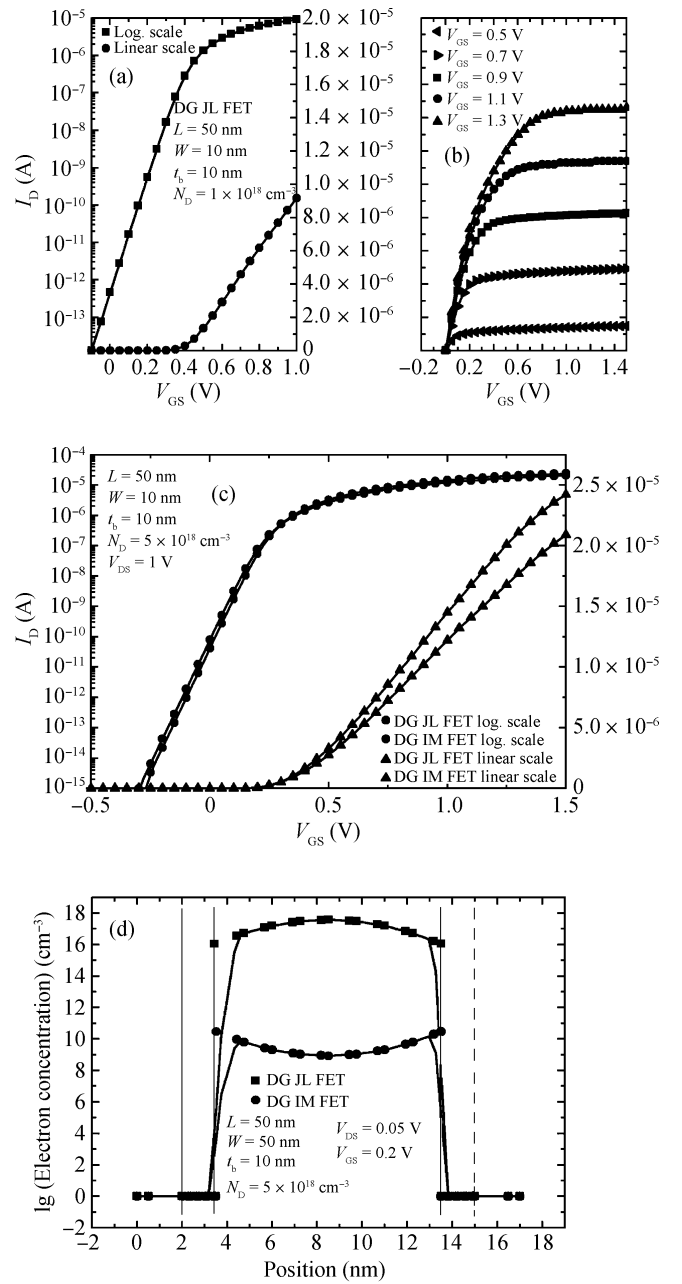 Log. scale
Linear scale
(a)
DG JL FET
L = 50 nm
W = 10 nm
t_b = 10 nm
N_D = 1 × 10^18 cm^−3
10^−5
10^−6
10^−7
10^−8
10^−9
10^−10
10^−11
10^−12
10^−13
I_D (A)
2.0 × 10^−5
1.8 × 10^−5
1.6 × 10^−5
1.4 × 10^−5
1.2 × 10^−5
1.0 × 10^−5
8.0 × 10^−6
6.0 × 10^−6
4.0 × 10^−6
2.0 × 10^−6
0
0 0.2 0.4 0.6 0.8 1.0
V_GS (V)
V_GS = 0.5 V
V_GS = 0.7 V
V_GS = 0.9 V
V_GS = 1.1 V
V_GS = 1.3 V
(b)
−0.2 0.2 0.6 1.0 1.4
V_GS (V)
10^−4
10^−5
10^−6
10^−7
10^−8
10^−9
10^−10
10^−11
10^−12
10^−13
10^−14
10^−15
I_D (A)
L = 50 nm
W = 10 nm
t_b = 10 nm
N_D = 5 × 10^18 cm^−3
V_DS = 1 V
(c)
2.5 × 10^−5
2.0 × 10^−5
1.5 × 10^−5
1.0 × 10^−5
5.0 × 10^−6
0
DG JL FET log. scale
DG IM FET log. scale
DG JL FET linear scale
DG IM FET linear scale
−0.5 0 0.5 1.0 1.5
V_GS (V)
18
16
14
12
10
8
6
4
2
0
−2
lg (Electron concentration) (cm^−3)
(d)
DG JL FET
DG IM FET
L = 50 nm
W = 50 nm
t_b = 10 nm
N_D = 5 × 10^18 cm^−3
V_DS = 0.05 V
V_GS = 0.2 V
−2 0 2 4 6 8 10 12 14 16 18
Position (nm)